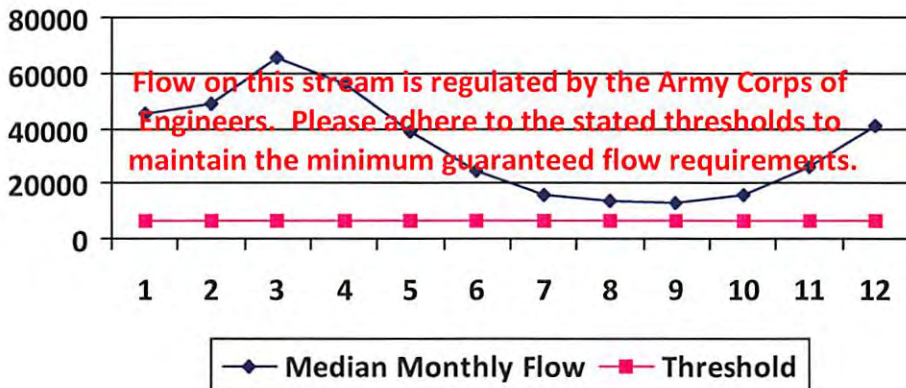 80000
60000
40000
20000
0
Flow on this stream is regulated by the Army Corps of
Engineers. Please adhere to the stated thresholds to
maintain the minimum guaranteed flow requirements.
1 2 3 4 5 6 7 8 9 10 11 12
Median Monthly Flow Threshold